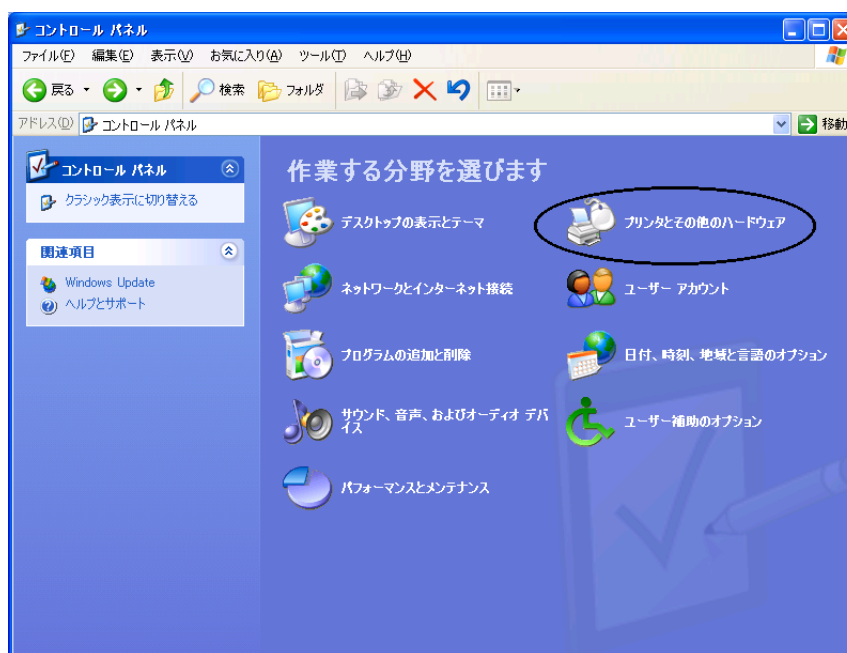 コントロール パネル
ファイル(F) 編集(E) 表示(V) お気に入り(A) ツール(T) ヘルプ(H)
戻る 検索 フォルダ
アドレス(D) コントロール パネル 移動
コントロール パネル
クラシック表示に切り替える
関連項目
Windows Update
ヘルプとサポート
作業する分野を選びます
デスクトップの表示とテーマ
プリンタとその他のハードウェア
ネットワークとインターネット接続
ユーザー アカウント
プログラムの追加と削除
日付、時刻、地域と言語のオプション
サウンド、音声、およびオーディオ デバ
イス
ユーザー補助のオプション
パフォーマンスとメンテナンス